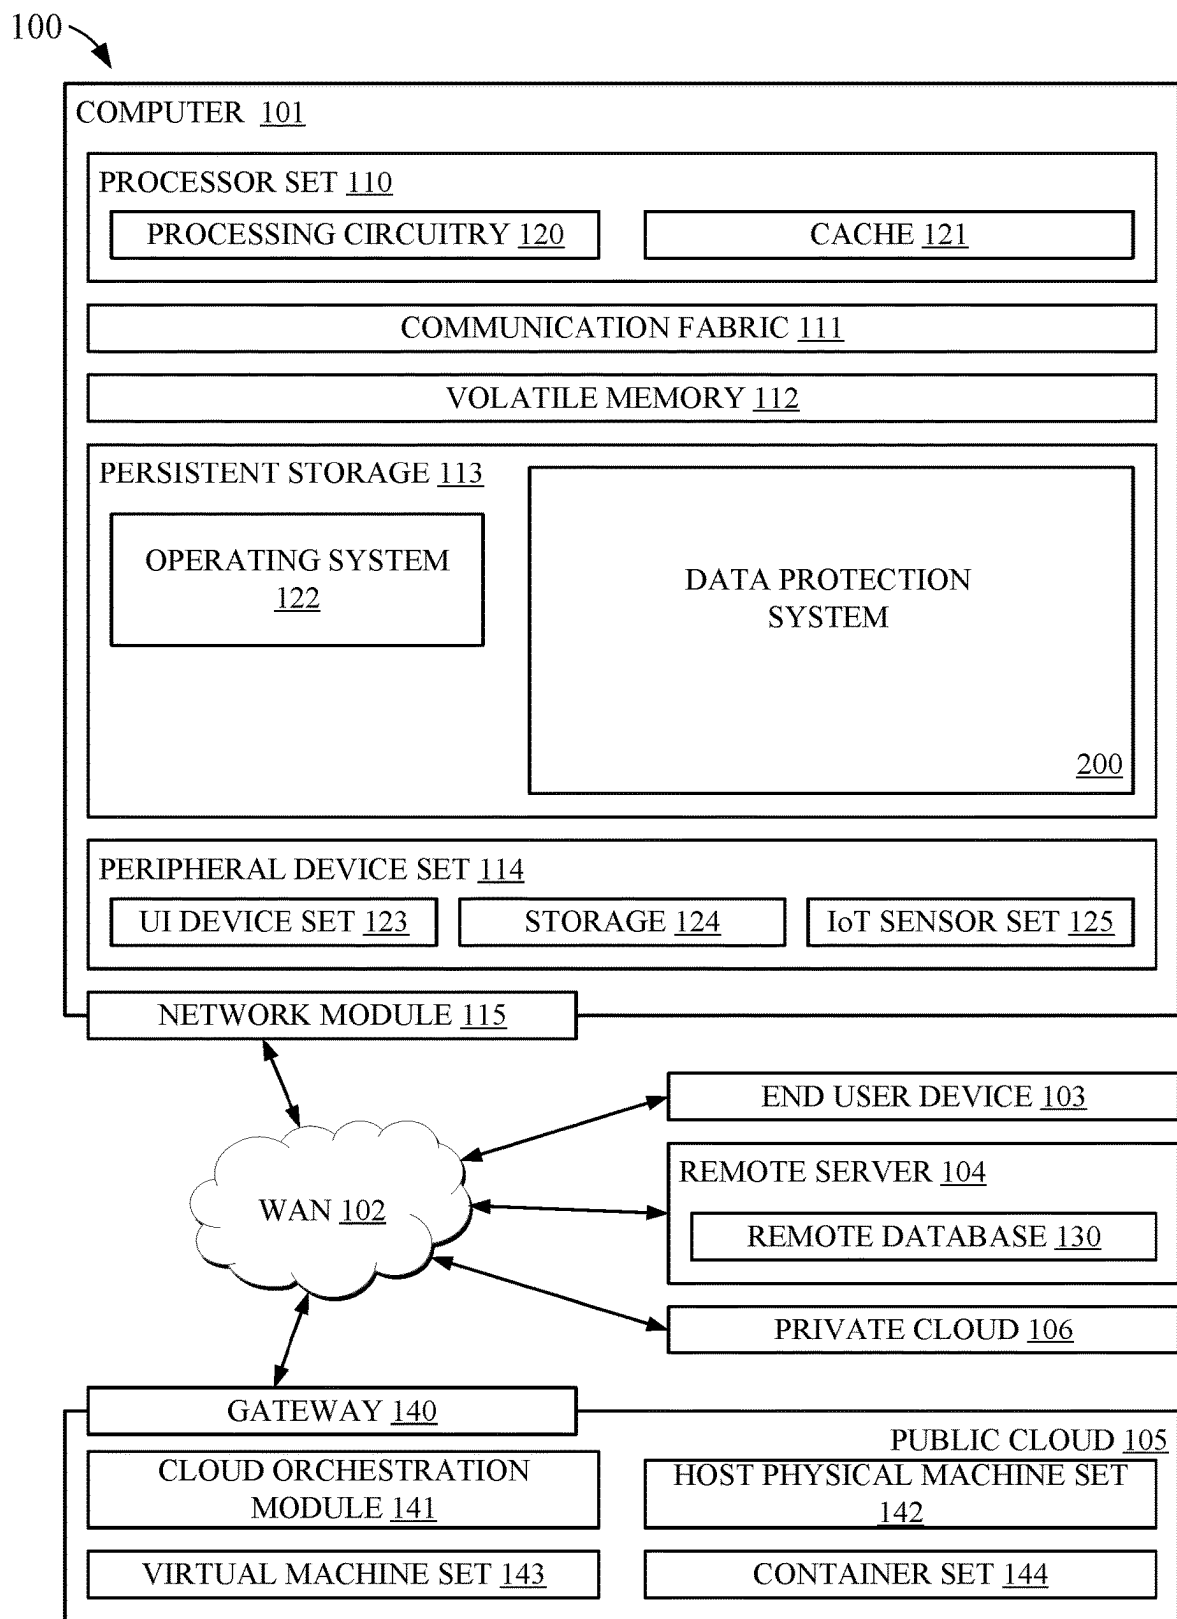 100
COMPUTER 101
PROCESSOR SET 110
PROCESSING CIRCUITRY 120
CACHE 121
COMMUNICATION FABRIC 111
VOLATILE MEMORY 112
PERSISTENT STORAGE 113
OPERATING SYSTEM
122
DATA PROTECTION
SYSTEM
200
PERIPHERAL DEVICE SET 114
UI DEVICE SET 123
STORAGE 124
IoT SENSOR SET 125
NETWORK MODULE 115
END USER DEVICE 103
REMOTE SERVER 104
WAN 102
REMOTE DATABASE 130
PRIVATE CLOUD 106
GATEWAY 140
PUBLIC CLOUD 105
CLOUD ORCHESTRATION
MODULE 141
HOST PHYSICAL MACHINE SET
142
VIRTUAL MACHINE SET 143
CONTAINER SET 144